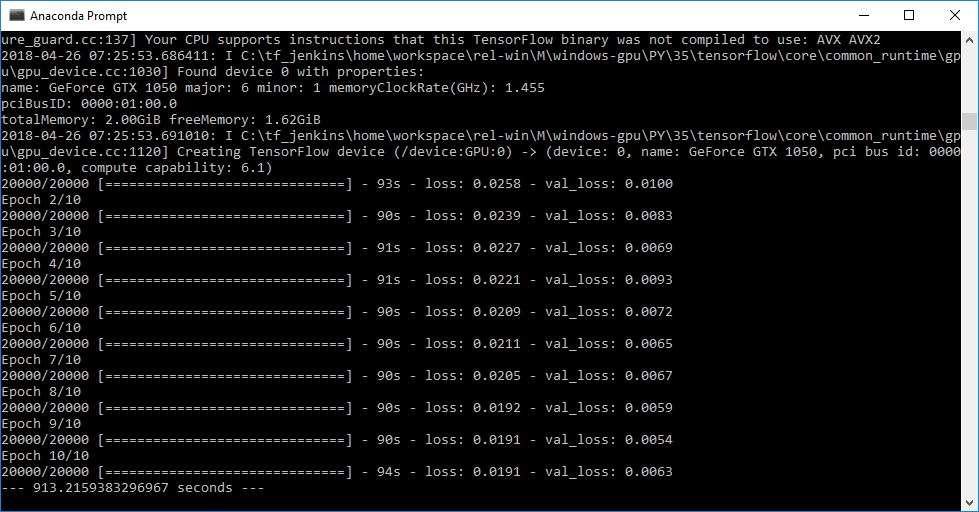 Anaconda Prompt
ure_guard.cc:137] Your CPU supports instructions that this TensorFlow binary was not compiled to use: AVX AVX2
2018-04-26 07:25:53.686411: I C:\tf_jenkins\home\workspace\rel-win\M\windows-gpu\PY\35\tensorflow\core\common_runtime\gp
u\gpu_device.cc:1030] Found device 0 with properties:
name: GeForce GTX 1050 major: 6 minor: 1 memoryClockRate(GHz): 1.455
pciBusID: 0000:01:00.0
totalMemory: 2.00GiB freeMemory: 1.62GiB
2018-04-26 07:25:53.691010: I C:\tf_jenkins\home\workspace\rel-win\M\windows-gpu\PY\35\tensorflow\core\common_runtime\gp
u\gpu_device.cc:1120] Creating TensorFlow device (/device:GPU:0) -> (device: 0, name: GeForce GTX 1050, pci bus id: 0000
:01:00.0, compute capability: 6.1)
20000/20000 [==============================] - 93s - loss: 0.0258 - val_loss: 0.0100
Epoch 2/10
20000/20000 [==============================] - 90s - loss: 0.0239 - val_loss: 0.0083
Epoch 3/10
20000/20000 [==============================] - 91s - loss: 0.0227 - val_loss: 0.0069
Epoch 4/10
20000/20000 [==============================] - 91s - loss: 0.0221 - val_loss: 0.0093
Epoch 5/10
20000/20000 [==============================] - 90s - loss: 0.0209 - val_loss: 0.0072
Epoch 6/10
20000/20000 [==============================] - 90s - loss: 0.0211 - val_loss: 0.0065
Epoch 7/10
20000/20000 [==============================] - 90s - loss: 0.0205 - val_loss: 0.0067
Epoch 8/10
20000/20000 [==============================] - 90s - loss: 0.0192 - val_loss: 0.0059
Epoch 9/10
20000/20000 [==============================] - 90s - loss: 0.0191 - val_loss: 0.0054
Epoch 10/10
20000/20000 [==============================] - 94s - loss: 0.0191 - val_loss: 0.0063
--- 913.2159383296967 seconds ---